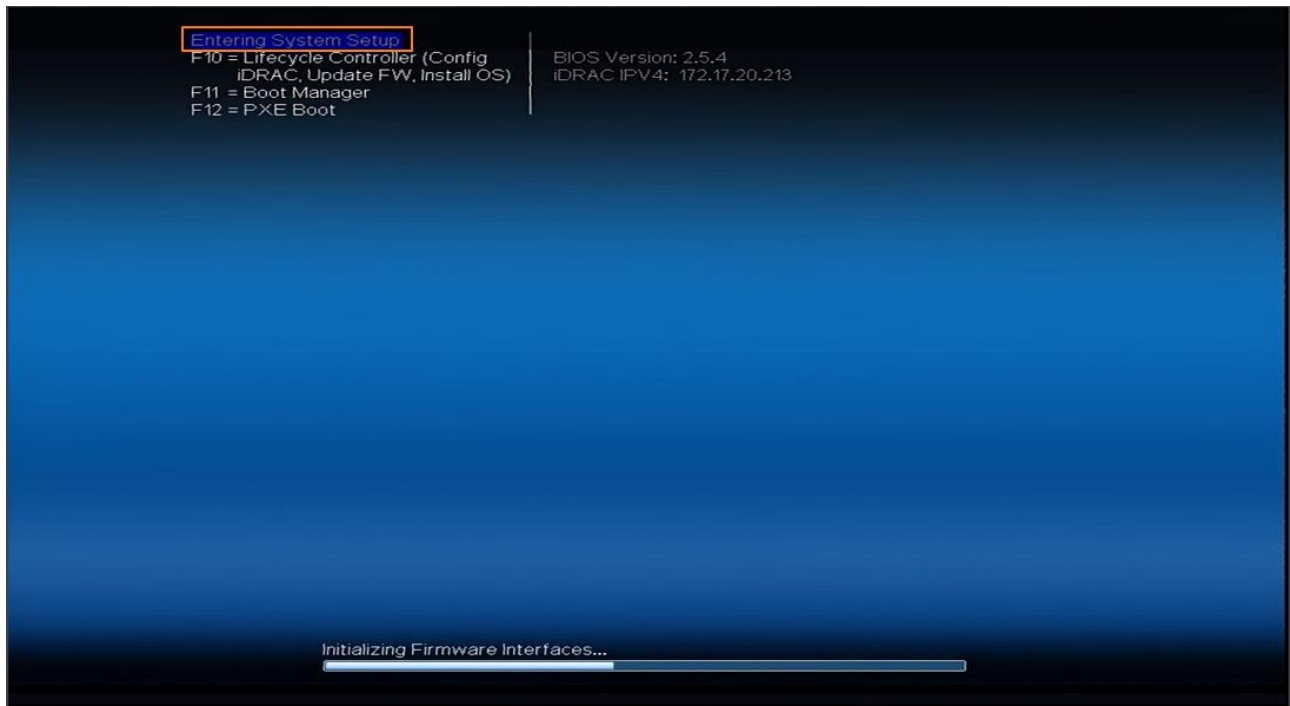 Entering System Setup
F10 = Lifecycle Controller (Config
iDRAC, Update FW, Install OS)
F11 = Boot Manager
F12 = PXE Boot
BIOS Version: 2.5.4
iDRAC IPV4: 172.17.20.213
Initializing Firmware Interfaces...